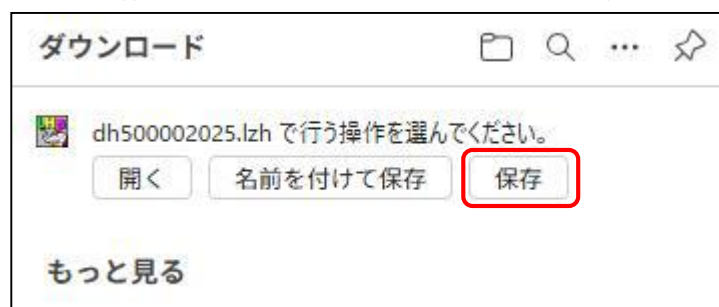 ダウンロード
dh500002025.lzh で行う操作を選んでください。
開く 名前を付けて保存 保存
もっと見る